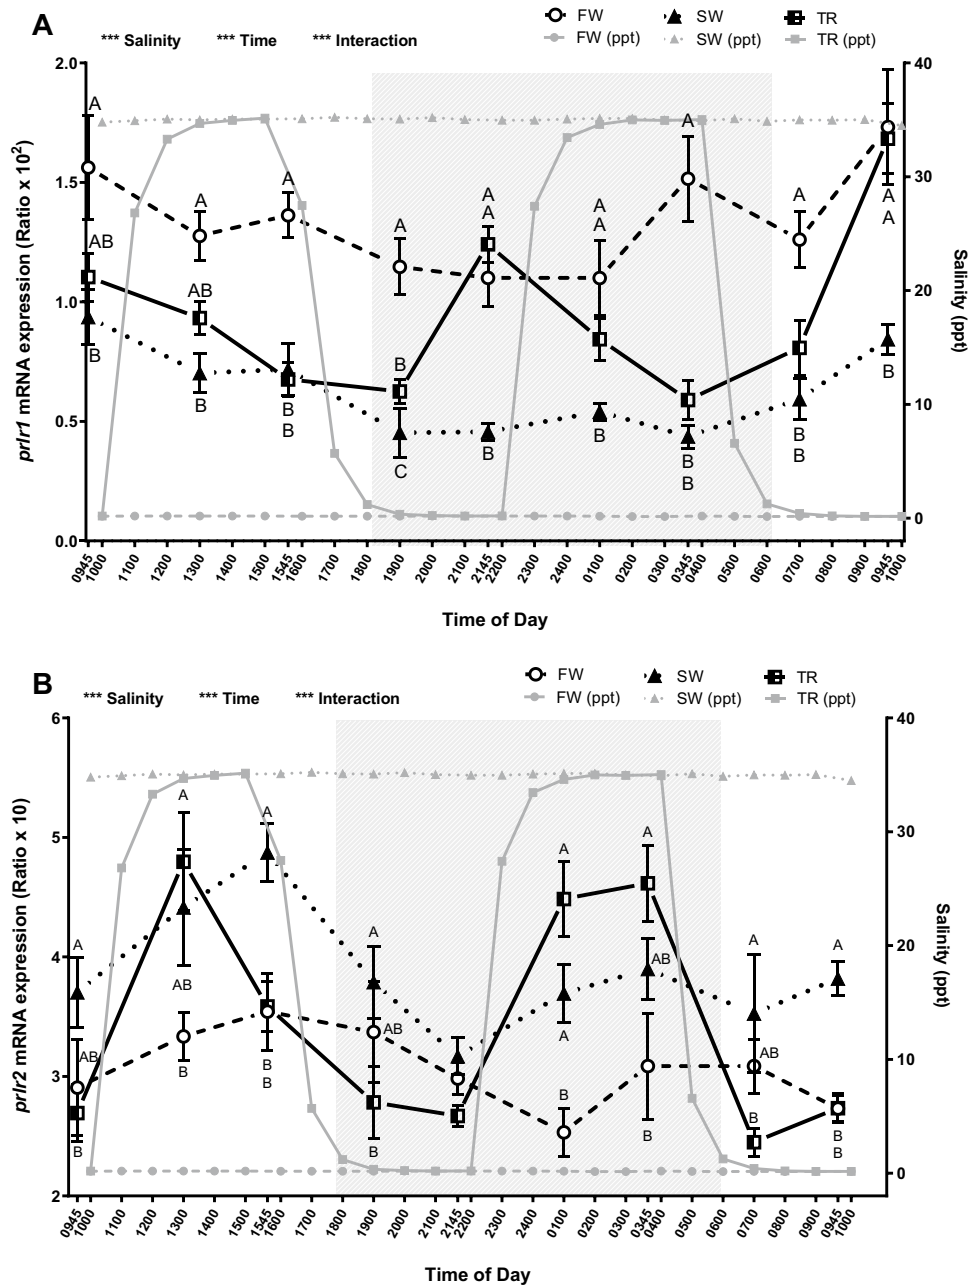 A
*** Salinity *** Time *** Interaction
FW SW TR
FW (ppt) SW (ppt) TR (ppt)
prlr1 mRNA expression (Ratio x 10²)
2.0
1.5
1.0
0.5
0.0
40
30
20
10
0
Salinity (ppt)
A
AB
B
A
AB
B
A
B
B
A
B
C
A
A
B
A
A
B
A
B
B
A
B
B
A
A
B
0945 1000 1100 1200 1300 1400 1500 1545 1600 1700 1800 1900 2000 2100 2145 2200 2300 2400 0100 0200 0300 0345 0400 0500 0600 0700 0800 0900 0945 1000
Time of Day
B
*** Salinity *** Time *** Interaction
FW SW TR
FW (ppt) SW (ppt) TR (ppt)
prlr2 mRNA expression (Ratio x 10)
6
5
4
3
2
40
30
20
10
0
Salinity (ppt)
A
AB
B
A
AB
B
A
B
B
A
AB
B
A
A
B
A
AB
B
A
AB
B
A
B
B
0945 1000 1100 1200 1300 1400 1500 1545 1600 1700 1800 1900 2000 2100 2145 2200 2300 2400 0100 0200 0300 0345 0400 0500 0600 0700 0800 0900 0945 1000
Time of Day